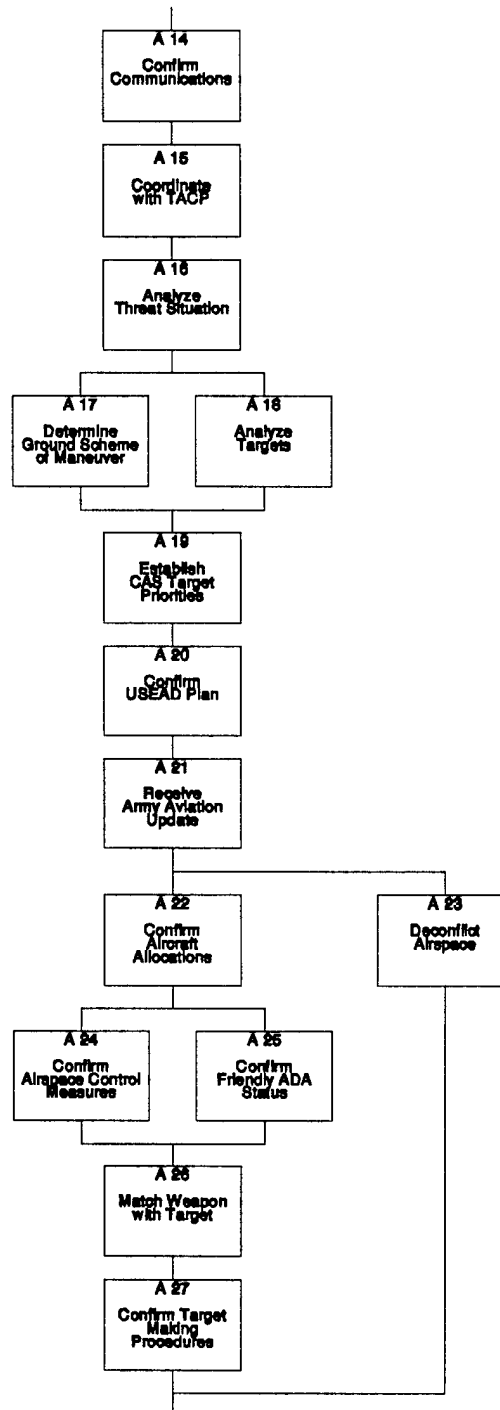 A 14
Confirm
Communications
A 15
Coordinate
with TACP
A 16
Analyze
Threat Situation
A 17
Determine
Ground Scheme
of Maneuver
A 18
Analyze
Targets
A 19
Establish
CAS Target
Priorities
A 20
Confirm
USEAD Plan
A 21
Receive
Army Aviation
Update
A 22
Confirm
Aircraft
Allocations
A 23
Deconflict
Airspace
A 24
Confirm
Airspace Control
Measures
A 25
Confirm
Friendly ADA
Status
A 26
Match Weapon
with Target
A 27
Confirm Target
Making
Procedures